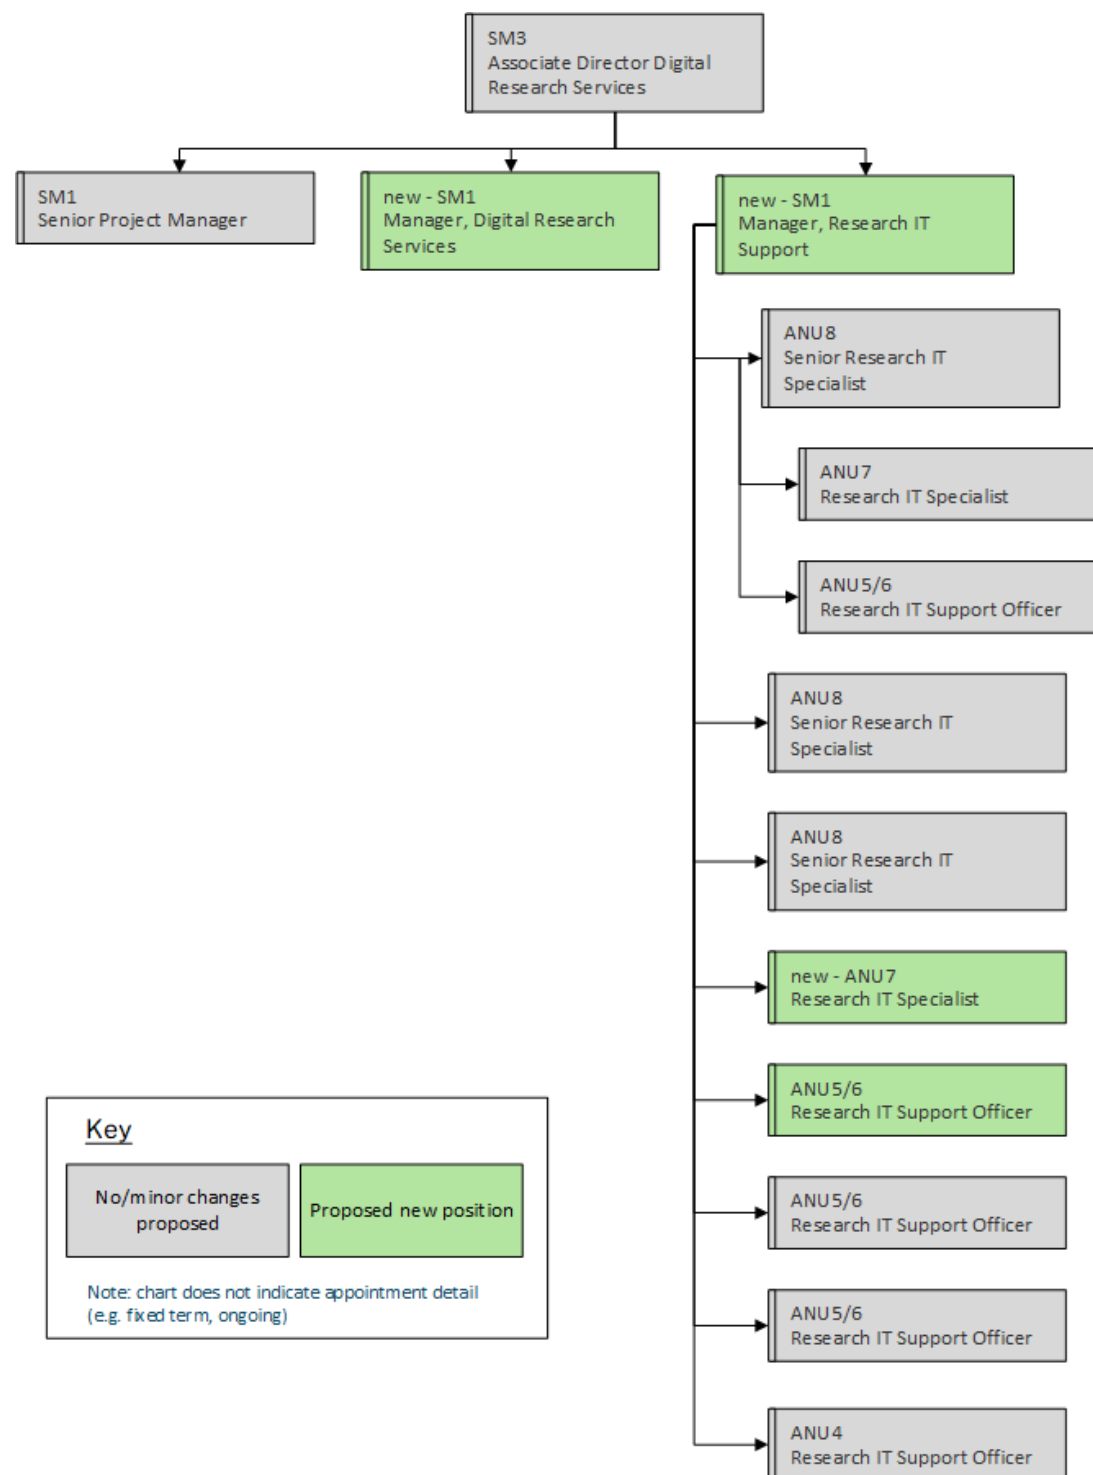 SM3
Associate Director Digital
Research Services
SM1
Senior Project Manager
new - SM1
Manager, Digital Research
Services
new - SM1
Manager, Research IT
Support
ANU8
Senior Research IT
Specialist
ANU7
Research IT Specialist
ANU5/6
Research IT Support Officer
ANU8
Senior Research IT
Specialist
ANU8
Senior Research IT
Specialist
new - ANU7
Research IT Specialist
ANU5/6
Research IT Support Officer
ANU5/6
Research IT Support Officer
ANU5/6
Research IT Support Officer
ANU4
Research IT Support Officer
Key
No/minor changes
proposed
Proposed new position
Note: chart does not indicate appointment detail
(e.g. fixed term, ongoing)